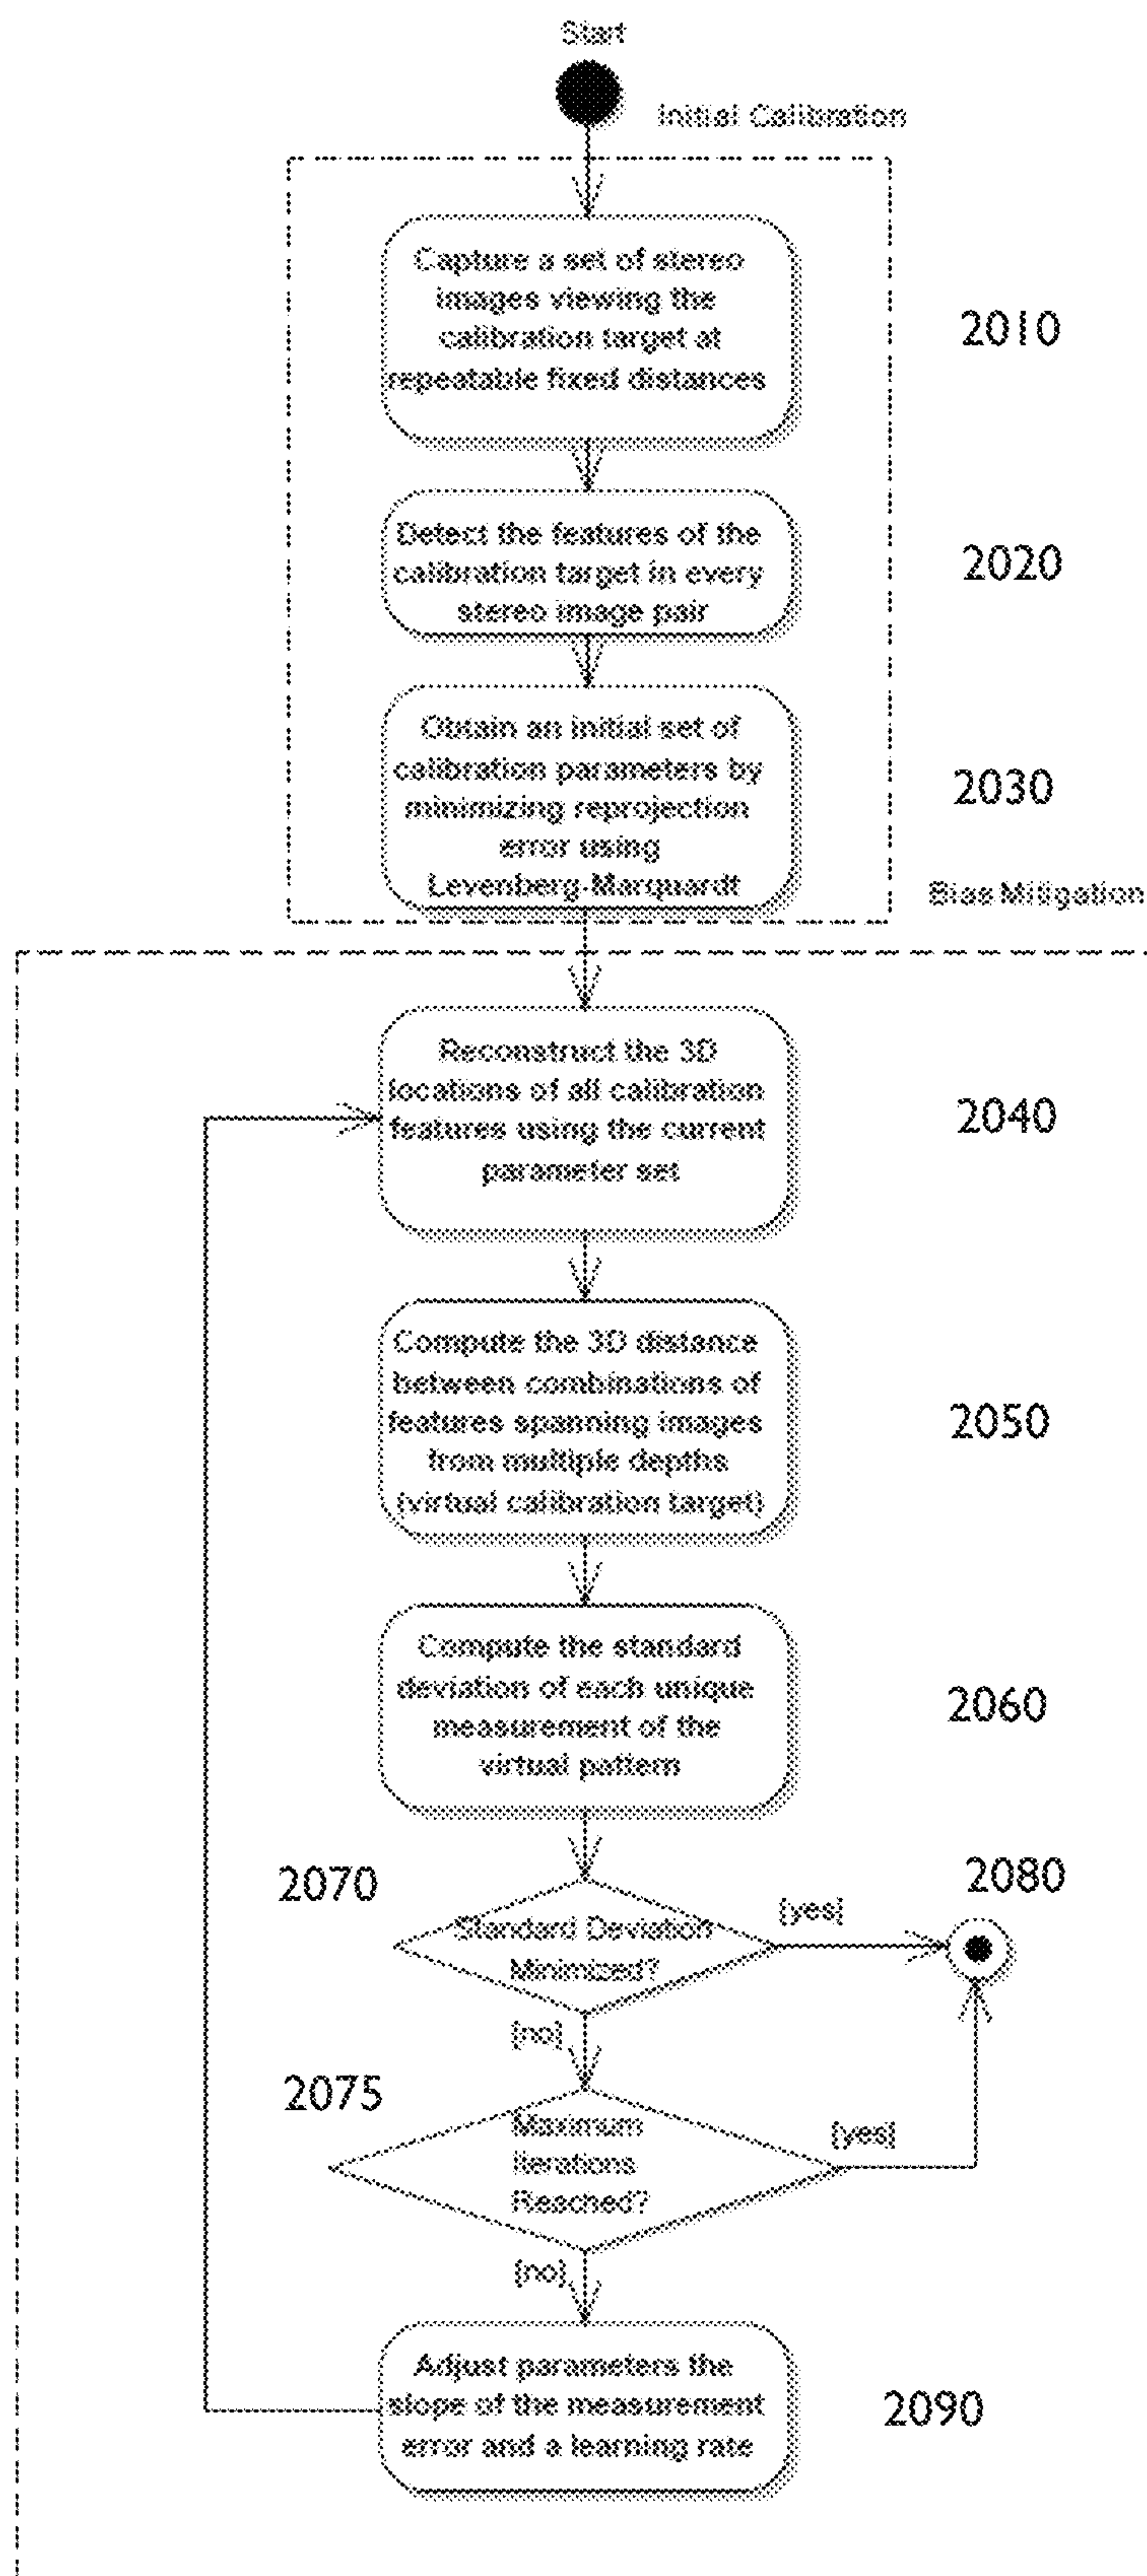 Start
Initial Calibration
Capture a set of stereo
images viewing the
calibration target at
repeatable fixed distances
2010
Detect the features of the
calibration target in every
stereo image pair
2020
Obtain an initial set of
calibration parameters by
minimizing reprojection
error using
Levenberg-Marquardt
2030
Bias Mitigation
Reconstruct the 3D
locations of all calibration
features using the current
parameter set
2040
Compute the 3D distance
between combinations of
features spanning images
from multiple depths
(virtual calibration target)
2050
Compute the standard
deviation of each unique
measurement of the
virtual pattern
2060
2070
Standard Deviation
Minimized?
[yes]
2080
[no]
2075
Maximum
Iterations
Reached?
[yes]
[no]
Adjust parameters the
slope of the measurement
error and a learning rate
2090